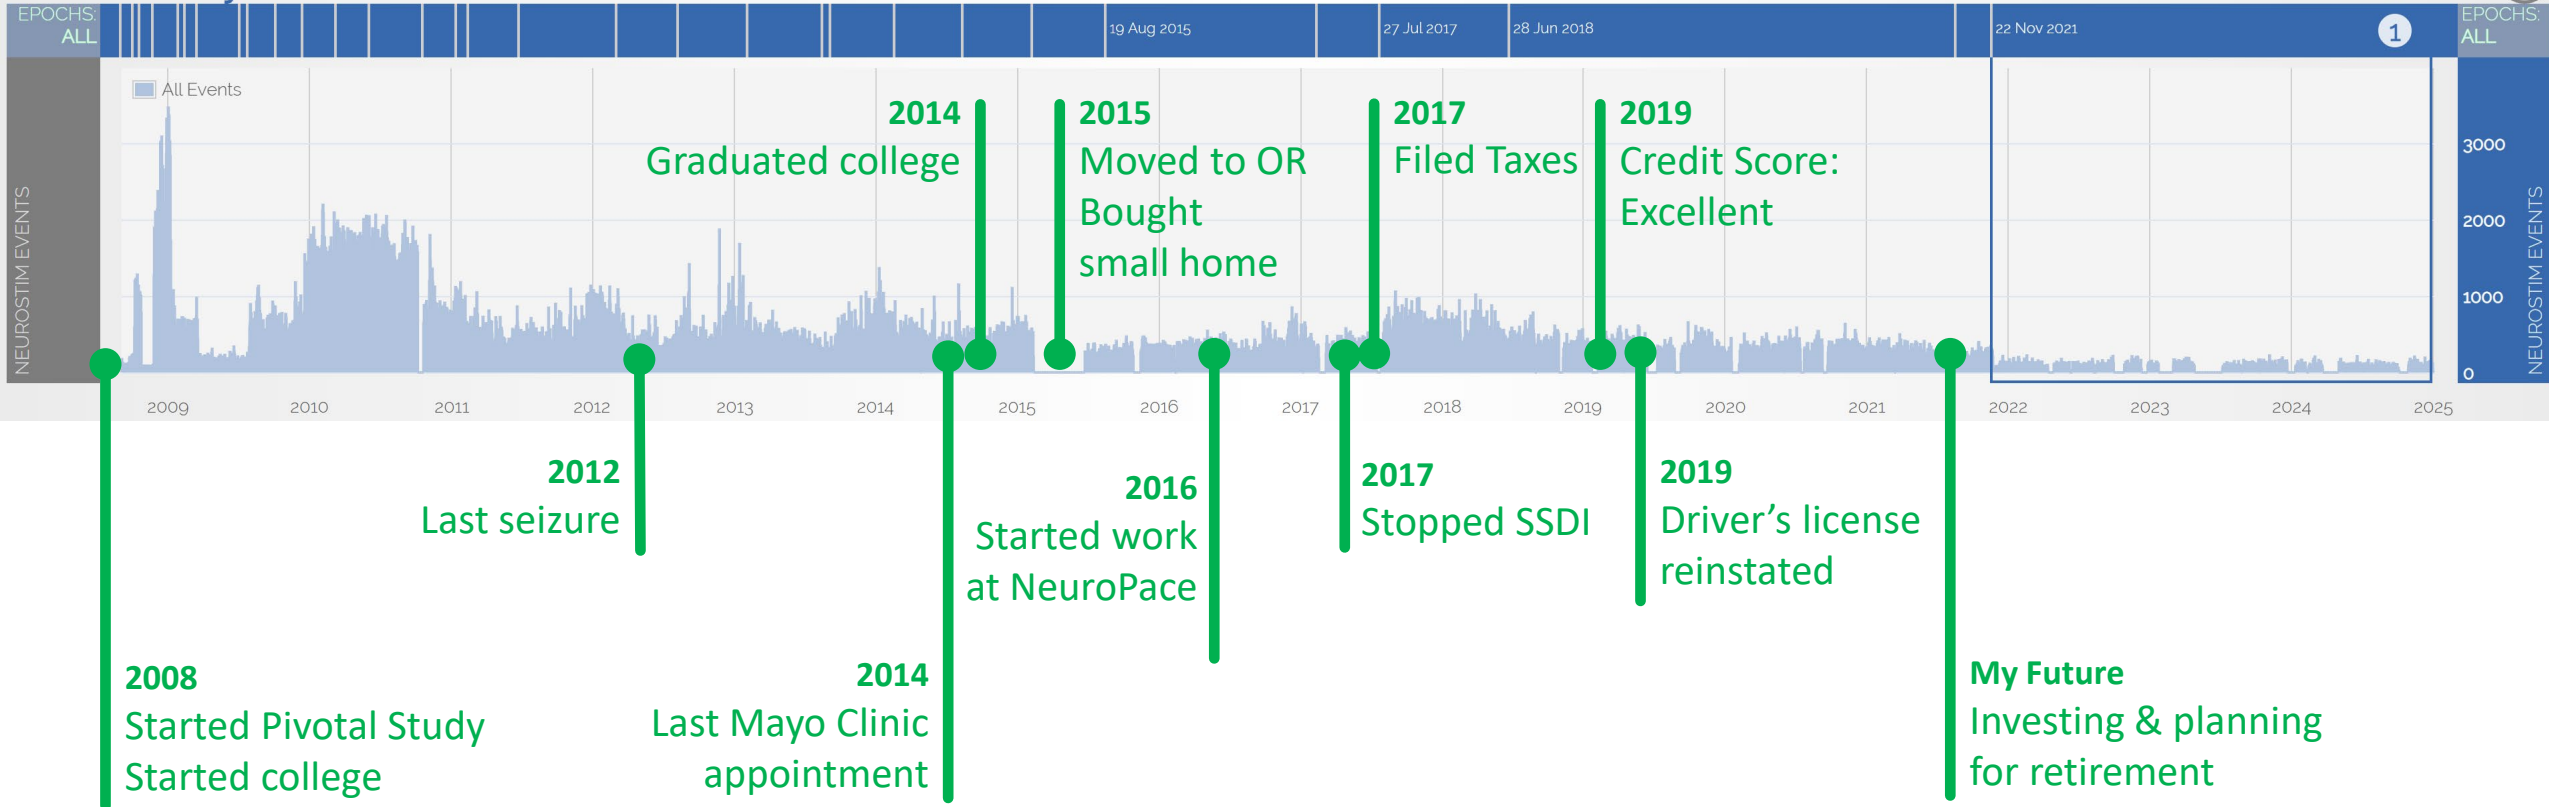 EPOCHS:
ALL
19 Aug 2015
27 Jul 2017
28 Jun 2018
22 Nov 2021
1
EPOCHS:
ALL
All Events
NEUROSTIM EVENTS
3000
2000
1000
0
NEUROSTIM EVENTS
2014
Graduated college
2015
Moved to OR
Bought
small home
2017
Filed Taxes
2019
Credit Score:
Excellent
2009
2010
2011
2012
2013
2014
2015
2016
2017
2018
2019
2020
2021
2022
2023
2024
2025
2012
Last seizure
2016
Started work
at NeuroPace
2017
Stopped SSDI
2019
Driver’s license
reinstated
2008
Started Pivotal Study
Started college
2014
Last Mayo Clinic
appointment
My Future
Investing & planning
for retirement